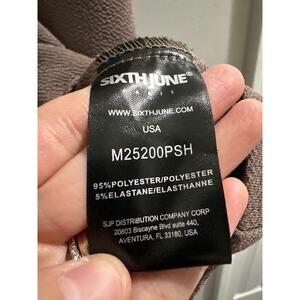 SIXTHJUNE
PARIS
WWW.SIXTHJUNE.COM
USA
M25200PSH
95%POLYESTER/POLYESTER
5%ELASTANE/ELASTHANNE
SJP DISTRIBUTION COMPANY CORP
20803 Biscayne Blvd suite 440,
AVENTURA, FL 33180, USA.